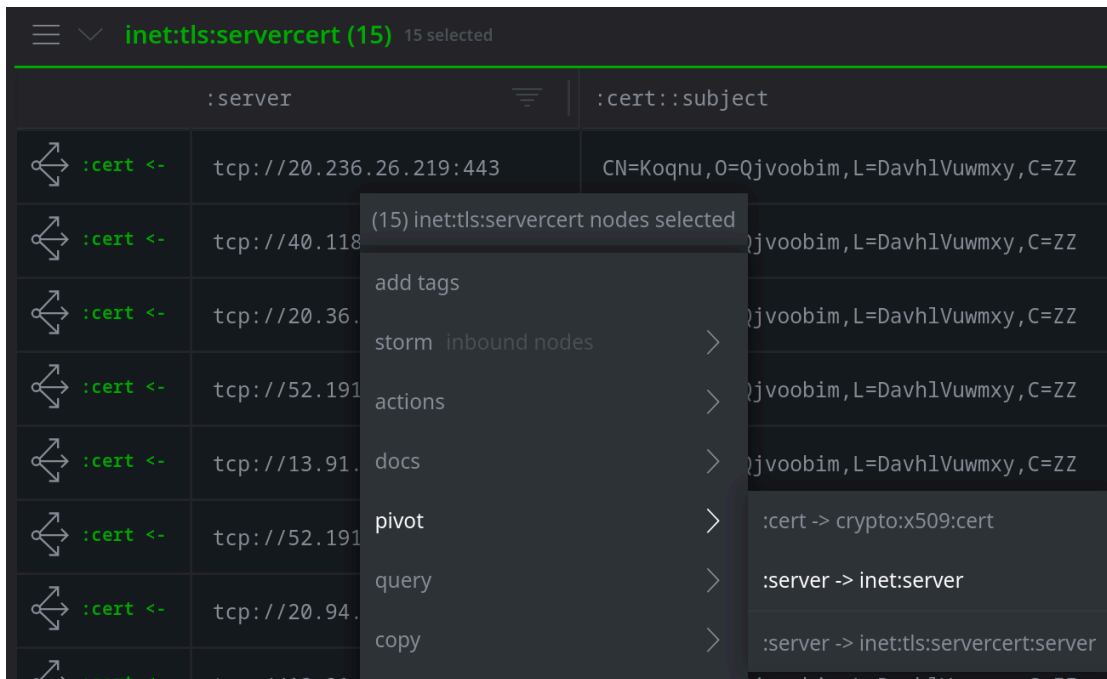 inet:tls:servercert (15) 15 selected
:server :cert::subject
:cert <- tcp://20.236.26.219:443 CN=Koqnu,O=Qjvoobim,L=DavhlVuwmxy,C=ZZ
(15) inet:tls:servercert nodes selected
:cert <- tcp://40.118 Qjvoobim,L=DavhlVuwmxy,C=ZZ
add tags
:cert <- tcp://20.36. Qjvoobim,L=DavhlVuwmxy,C=ZZ
storm inbound nodes
:cert <- tcp://52.191 Qjvoobim,L=DavhlVuwmxy,C=ZZ
actions
:cert <- tcp://13.91. Qjvoobim,L=DavhlVuwmxy,C=ZZ
docs
pivot :cert -> crypto:x509:cert
:cert <- tcp://52.191
query :server -> inet:server
:cert <- tcp://20.94.
copy :server -> inet:tls:servercert:server